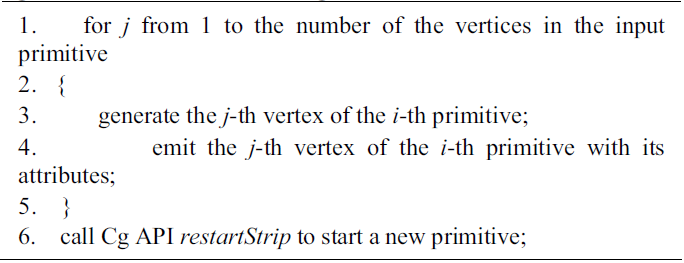 1. for j from 1 to the number of the vertices in the input
primitive
2. {
3. generate the j-th vertex of the i-th primitive;
4. emit the j-th vertex of the i-th primitive with its
attributes;
5. }
6. call Cg API restartStrip to start a new primitive;